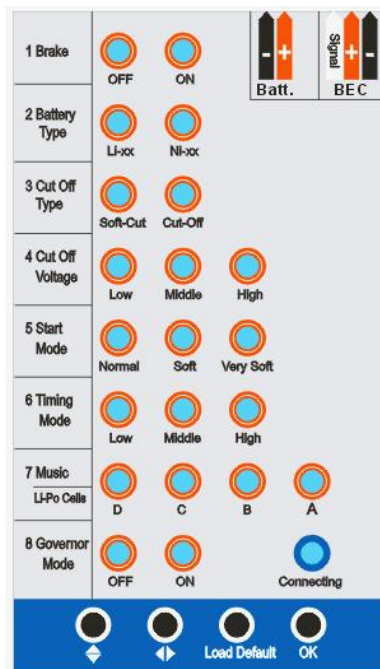 - + Signal + -
Batt. BEC
1 Brake
OFF ON
2 Battery
Type
Li-xx Ni-xx
3 Cut Off
Type
Soft-Cut Cut-Off
4 Cut Off
Voltage
Low Middle High
5 Start
Mode
Normal Soft Very Soft
6 Timing
Mode
Low Middle High
7 Music
Li-Po Cells
D C B A
8 Governor
Mode
OFF ON Connecting
Load Default OK